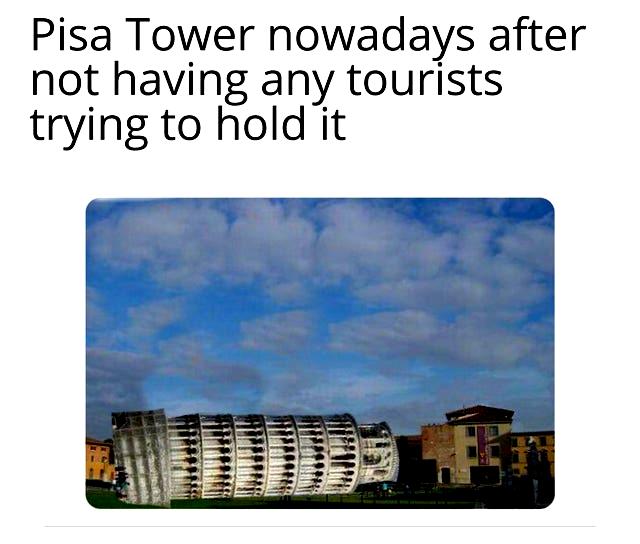 Pisa Tower nowadays after
not having any tourists
trying to hold it